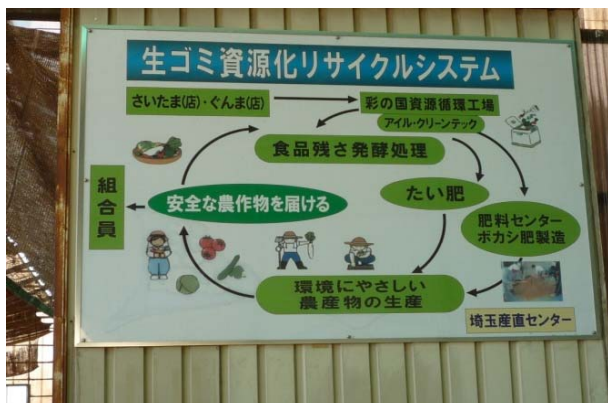 生ゴミ資源化リサイクルシステム
さいたま(店)・ぐんま(店)
彩の国資源循環工場
アイル・クリーンテック
食品残さ発酵処理
たい肥
肥料センター
ボカシ肥製造
環境にやさしい
農産物の生産
安全な農作物を届ける
組合員
埼玉産直センター